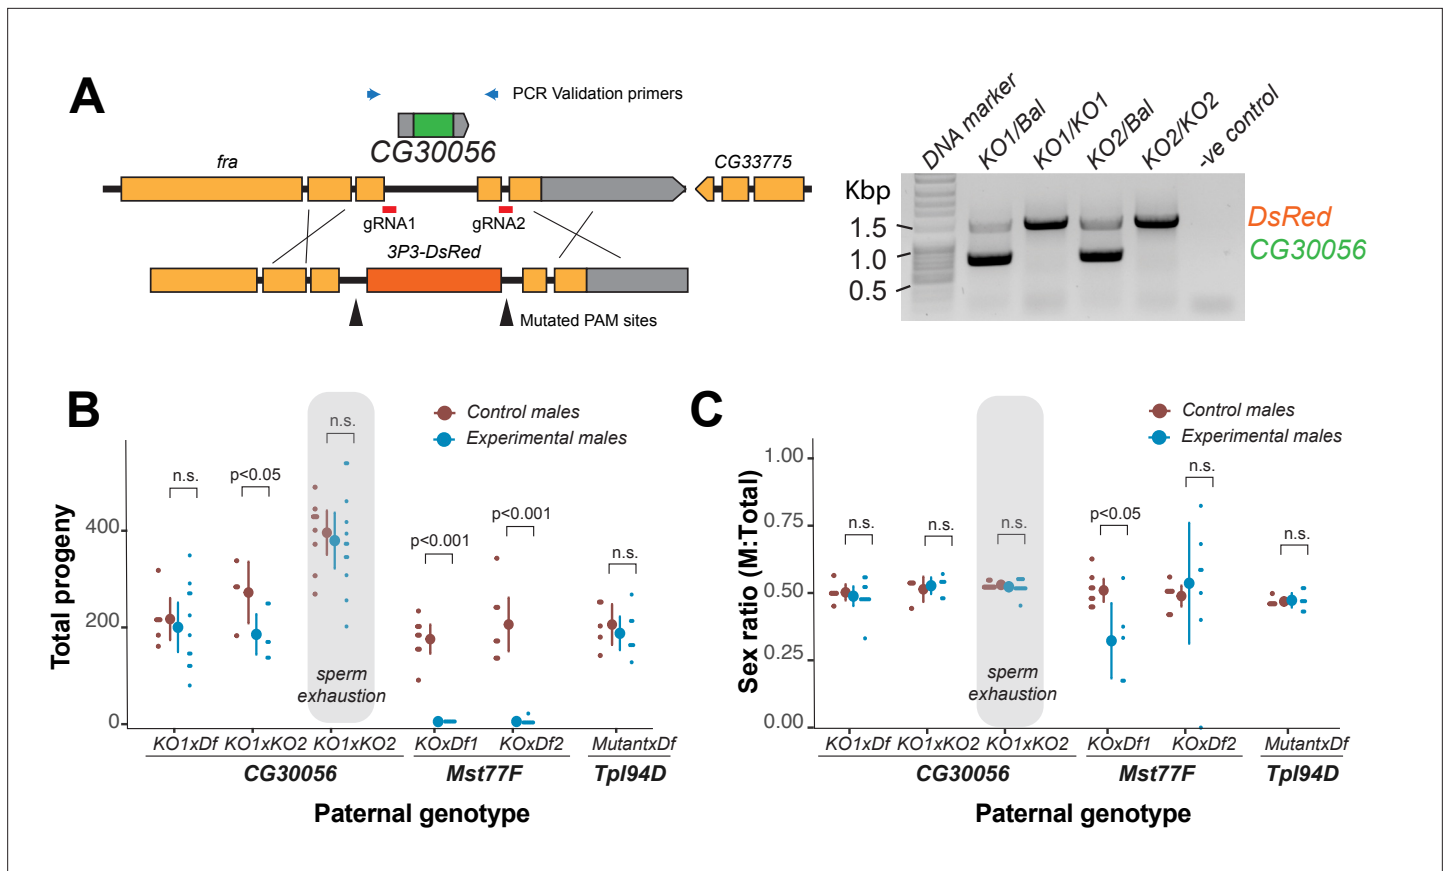 A
PCR Validation primers
CG30056
fra
CG33775
gRNA1
gRNA2
3P3-DsRed
Mutated PAM sites
DNA marker
KO1/Bal
KO1/KO1
KO2/Bal
KO2/KO2
-ve control
Kbp
1.5
1.0
0.5
DsRed
CG30056
B
Control males
Experimental males
Total progeny
400
200
0
n.s.
p<0.05
n.s.
p<0.001
p<0.001
n.s.
sperm
exhaustion
KO1xDf
KO1xKO2
KO1xKO2
KOxDf1
KOxDf2
MutantxDf
CG30056
Mst77F
Tpl94D
Paternal genotype
C
Control males
Experimental males
Sex ratio (M:Total)
1.00
0.75
0.50
0.25
0.00
n.s.
n.s.
n.s.
p<0.05
n.s.
n.s.
sperm
exhaustion
KO1xDf
KO1xKO2
KO1xKO2
KOxDf1
KOxDf2
MutantxDf
CG30056
Mst77F
Tpl94D
Paternal genotype